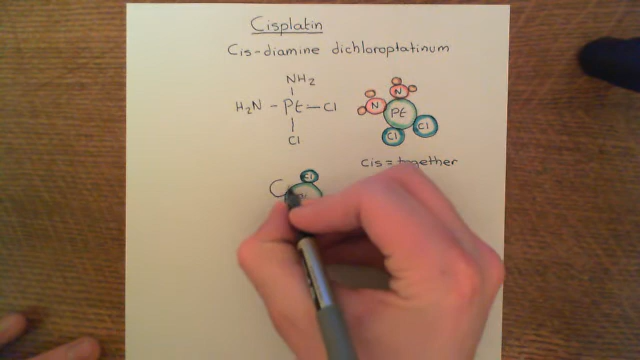 Cisplatin
Cis-diamine dichloroplatinum
NH2
H2N - Pt - Cl
Cl
N
N
Pt
Cl
Cl
cis = together